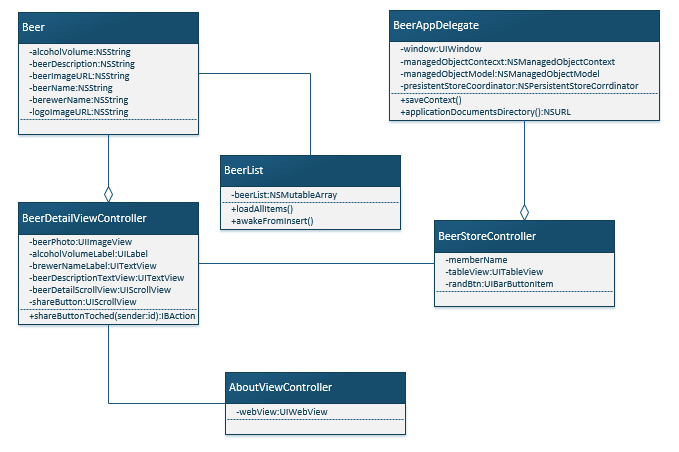 Beer
-alcoholVolume:NSString
-beerDescription:NSString
-beerImageURL:NSString
-beerName:NSString
-berewerName:NSString
-logoImageURL:NSString
BeerAppDelegate
-window:UIWindow
-managedObjectContecxt:NSManagedObjectContext
-managedObjectModel:NSManagedObjectModel
-presistentStoreCoordinator:NSPersistentStoreCorrdinator
+saveContext()
+applicationDocumentsDirectory():NSURL
BeerList
-beerList:NSMutableArray
+loadAllItems()
+awakeFromInsert()
BeerDetailViewController
-beerPhoto:UIImageView
-alcoholVolumeLabel:UILabel
-brewerNameLabel:UITextView
-beerDescriptionTextView:UITextView
-beerDetailScrollView:UIScrollView
-shareButton:UIScrollView
+shareButtonToched(sender:id):IBAction
BeerStoreController
-memberName
-tableView:UITableView
-randBtn:UIBarButtonItem
AboutViewController
-webView:UIWebView